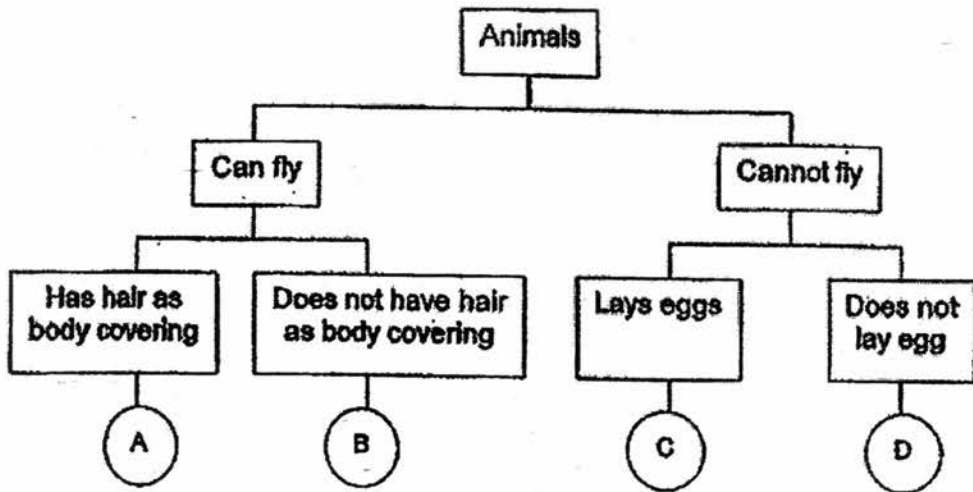 Animals
Can fly
Cannot fly
Has hair as
body covering
Does not have hair
as body covering
Lays eggs
Does not
lay egg
A
B
C
D